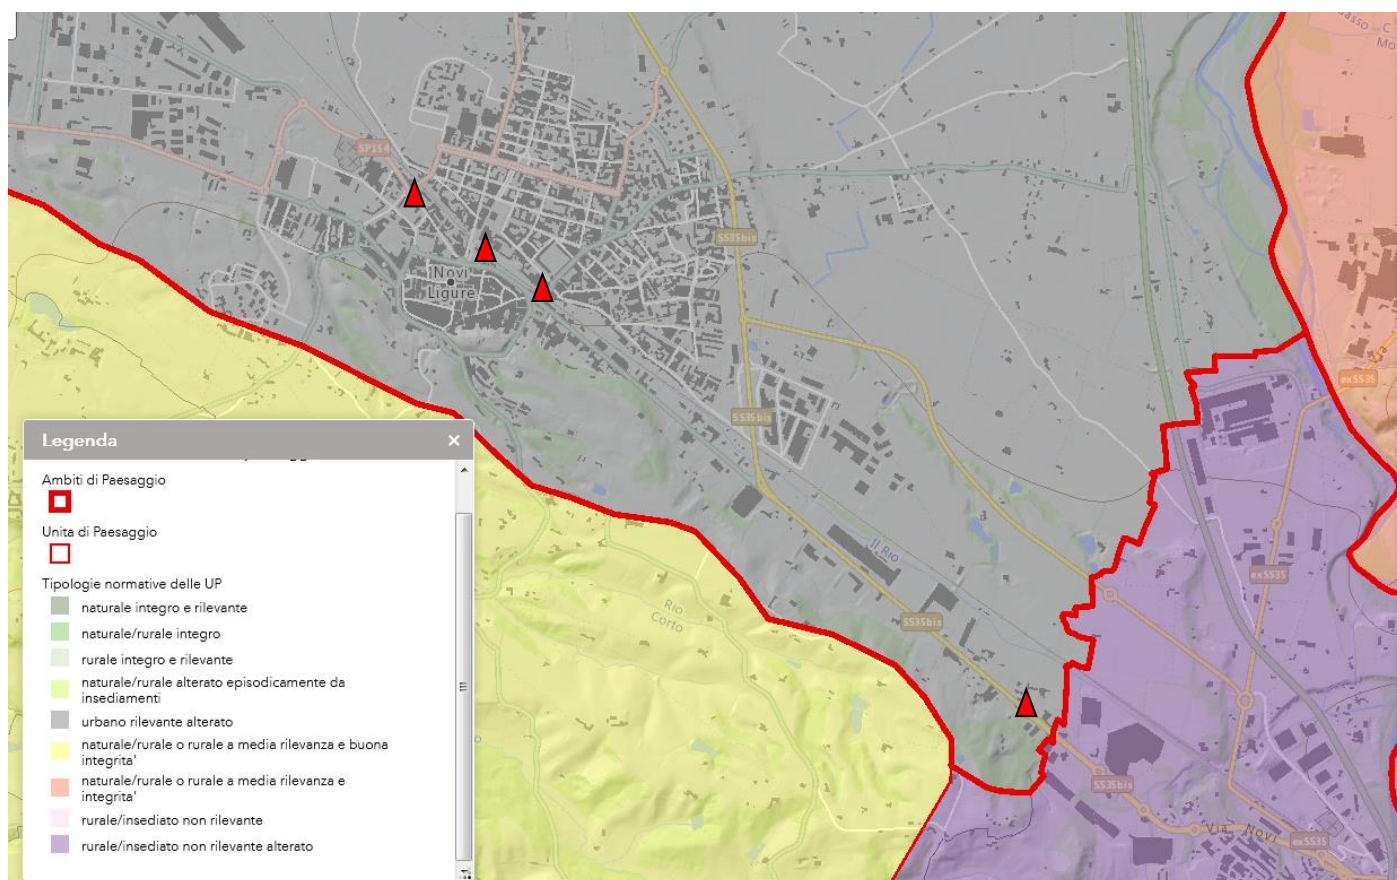 SP154
SS35bis
Novi
Ligure
Via
exSS35
SS35bis
Legenda
×
Ambiti di Paesaggio
Unita di Paesaggio
Tipologie normative delle UP
naturale integro e rilevante
naturale/rurale integro
rurale integro e rilevante
naturale/rurale alterato episodicamente da
insediamenti
urbano rilevante alterato
naturale/rurale o rurale a media rilevanza e buona
integrita'
naturale/rurale o rurale a media rilevanza e
integrita'
rurale/insediato non rilevante
rurale/insediato non rilevante alterato
Il Rio
exSS35
Rio
Corto
SS35bis
SS35bis
Via Novi
exSS35